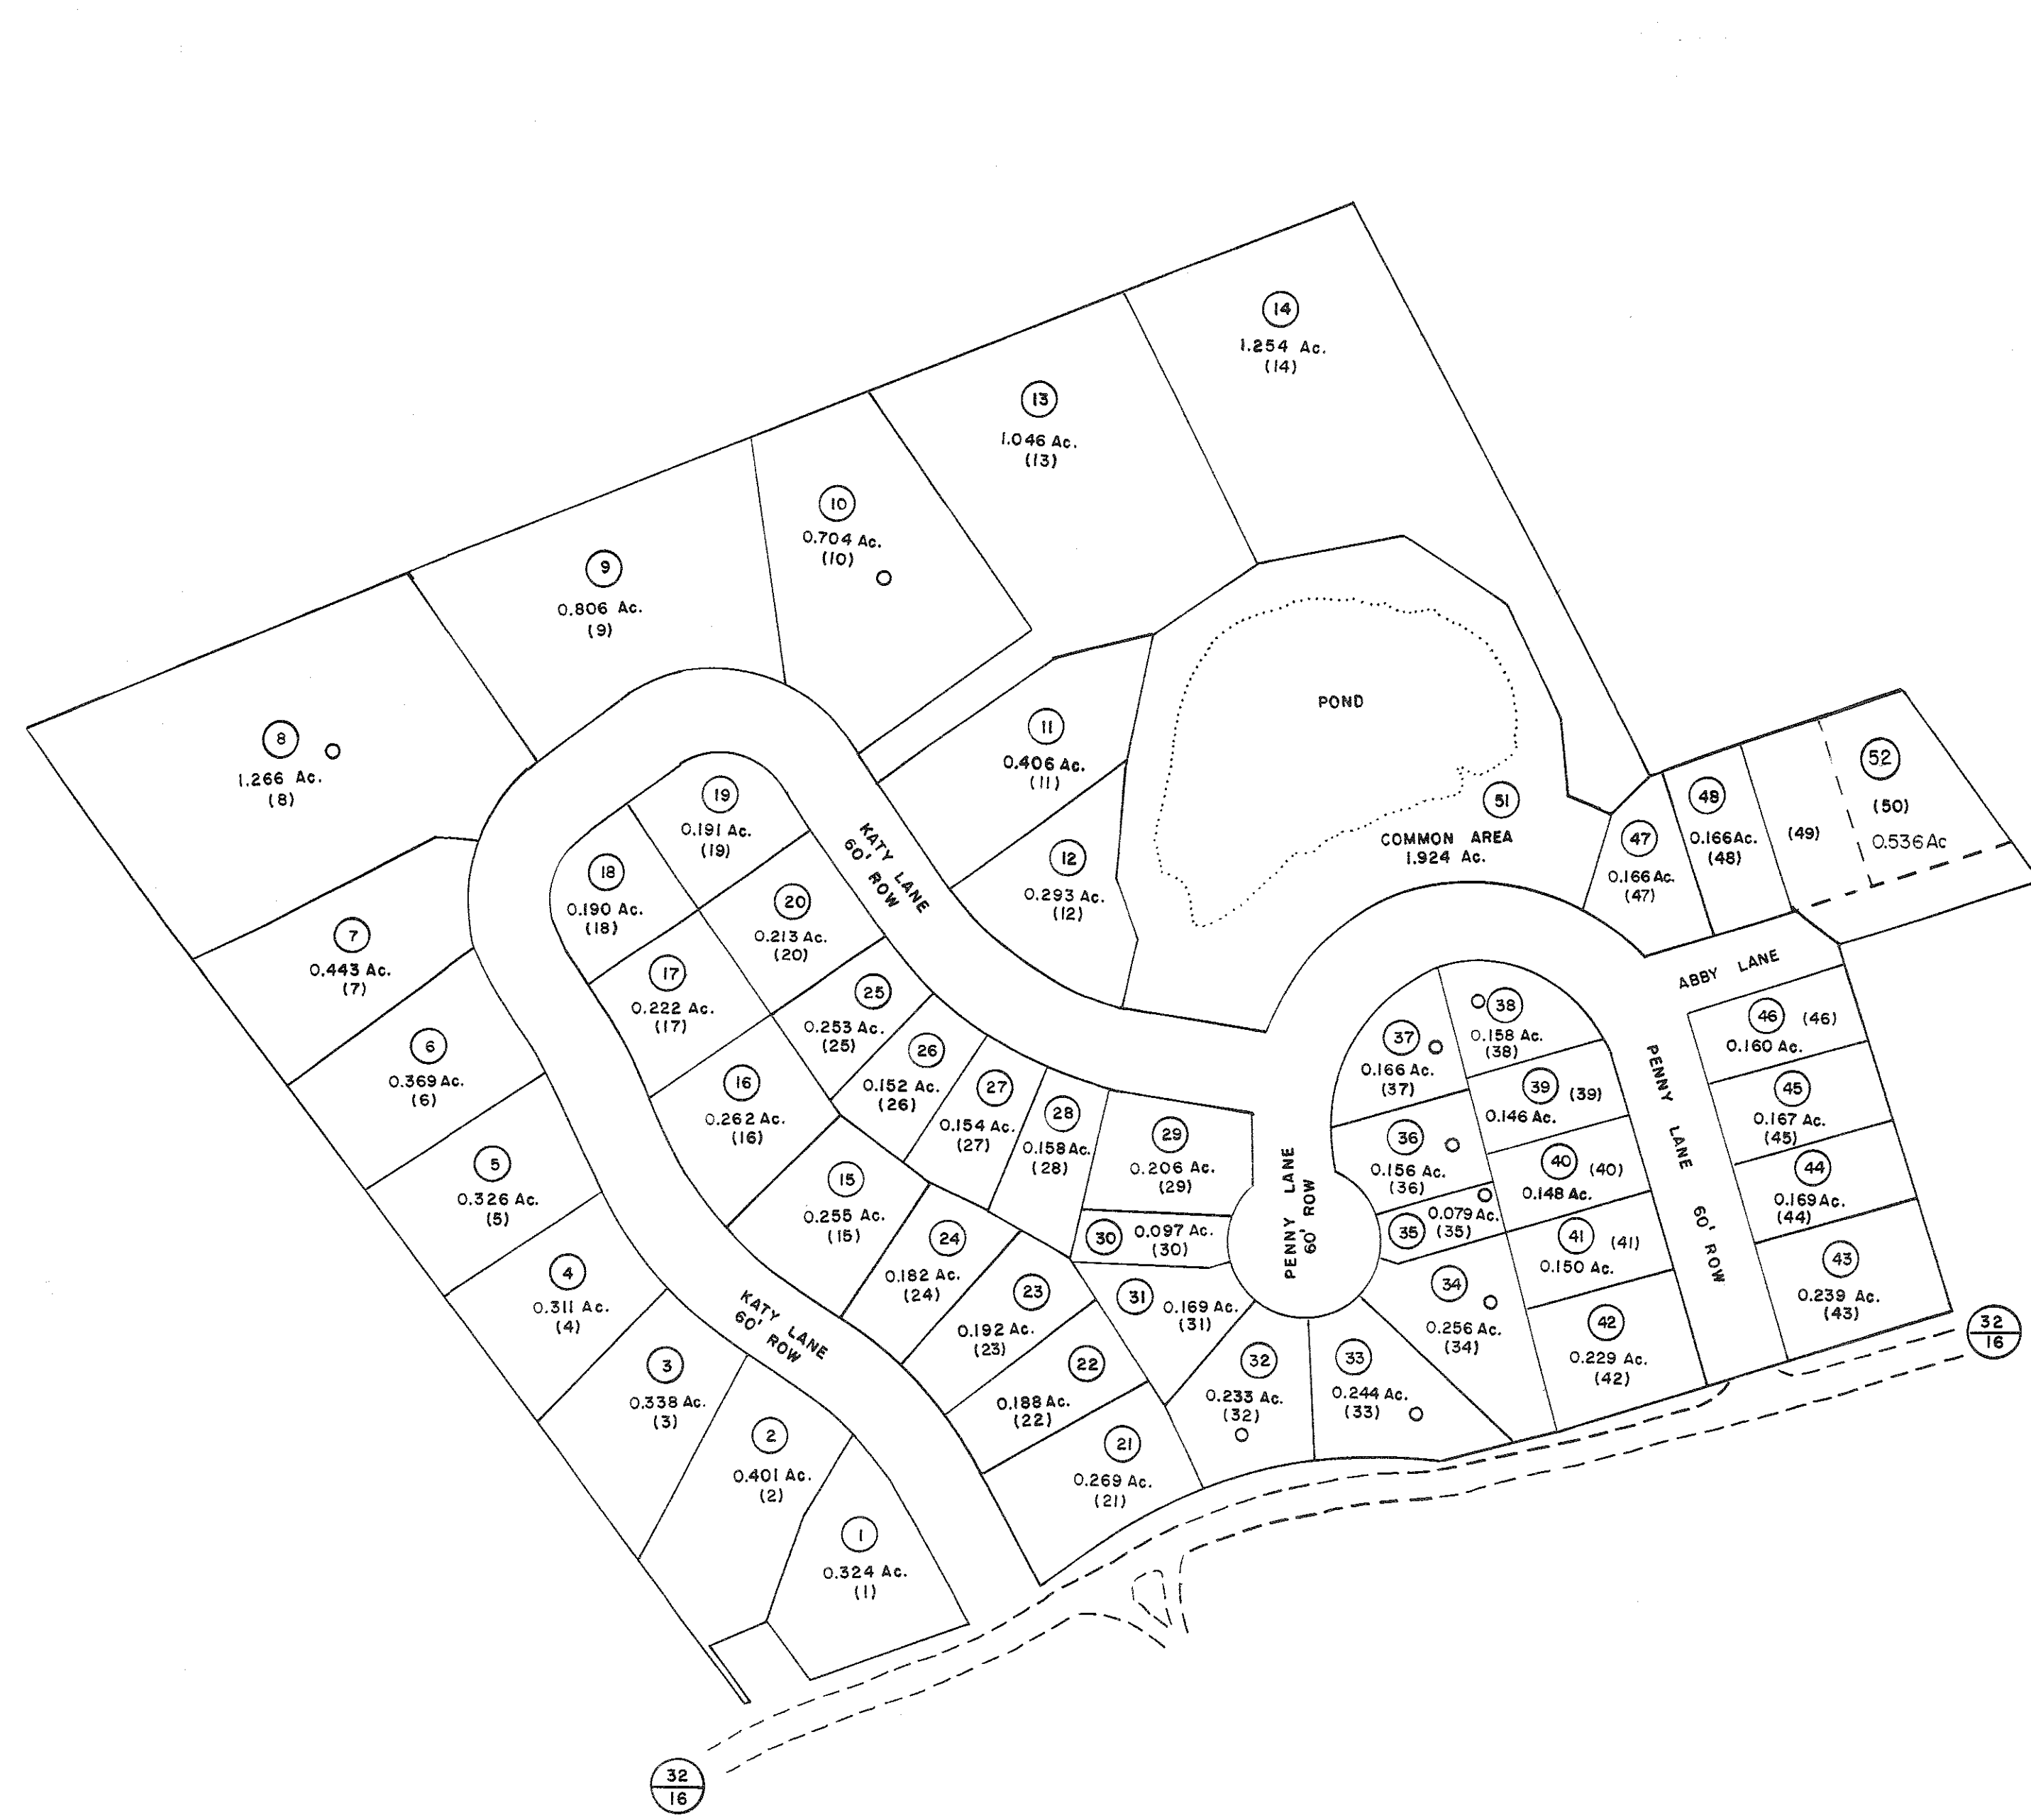 14
1.254 Ac.
(14)
13
1.046 Ac.
(13)
10
0.704 Ac.
(10)
9
0.806 Ac.
(9)
8
1.266 Ac.
(8)
7
0.443 Ac.
(7)
6
0.369 Ac.
(6)
5
0.326 Ac.
(5)
4
0.311 Ac.
(4)
3
0.338 Ac.
(3)
2
0.401 Ac.
(2)
1
0.324 Ac.
(1)
11
0.406 Ac.
(11)
12
0.293 Ac.
(12)
POND
51
COMMON AREA
1.924 Ac.
KATY LANE
60' ROW
19
0.191 Ac.
(19)
18
0.190 Ac.
(18)
20
0.213 Ac.
(20)
17
0.222 Ac.
(17)
25
0.253 Ac.
(25)
26
0.152 Ac.
(26)
16
0.262 Ac.
(16)
27
0.154 Ac.
(27)
28
0.158 Ac.
(28)
29
0.206 Ac.
(29)
15
0.255 Ac.
(15)
24
0.182 Ac.
(24)
30
0.097 Ac.
(30)
23
0.192 Ac.
(23)
31
0.169 Ac.
(31)
22
0.188 Ac.
(22)
21
0.269 Ac.
(21)
32
0.233 Ac.
(32)
33
0.244 Ac.
(33)
34
0.256 Ac.
(34)
KATY LANE
60' ROW
PENNY LANE
60' ROW
37
0.166 Ac.
(37)
38
0.158 Ac.
(38)
39 (39)
0.146 Ac.
36
0.156 Ac.
(36)
40 (40)
0.148 Ac.
35
0.079 Ac.
(35)
41 (41)
0.150 Ac.
42
0.229 Ac.
(42)
PENNY LANE 60' ROW
47
0.166 Ac.
(47)
48
0.166 Ac.
(48)
(49)
52
(50)
0.536 Ac
ABBY LANE
46 (46)
0.160 Ac.
45
0.167 Ac.
(45)
44
0.169 Ac.
(44)
43
0.239 Ac.
(43)
32
16
32
16